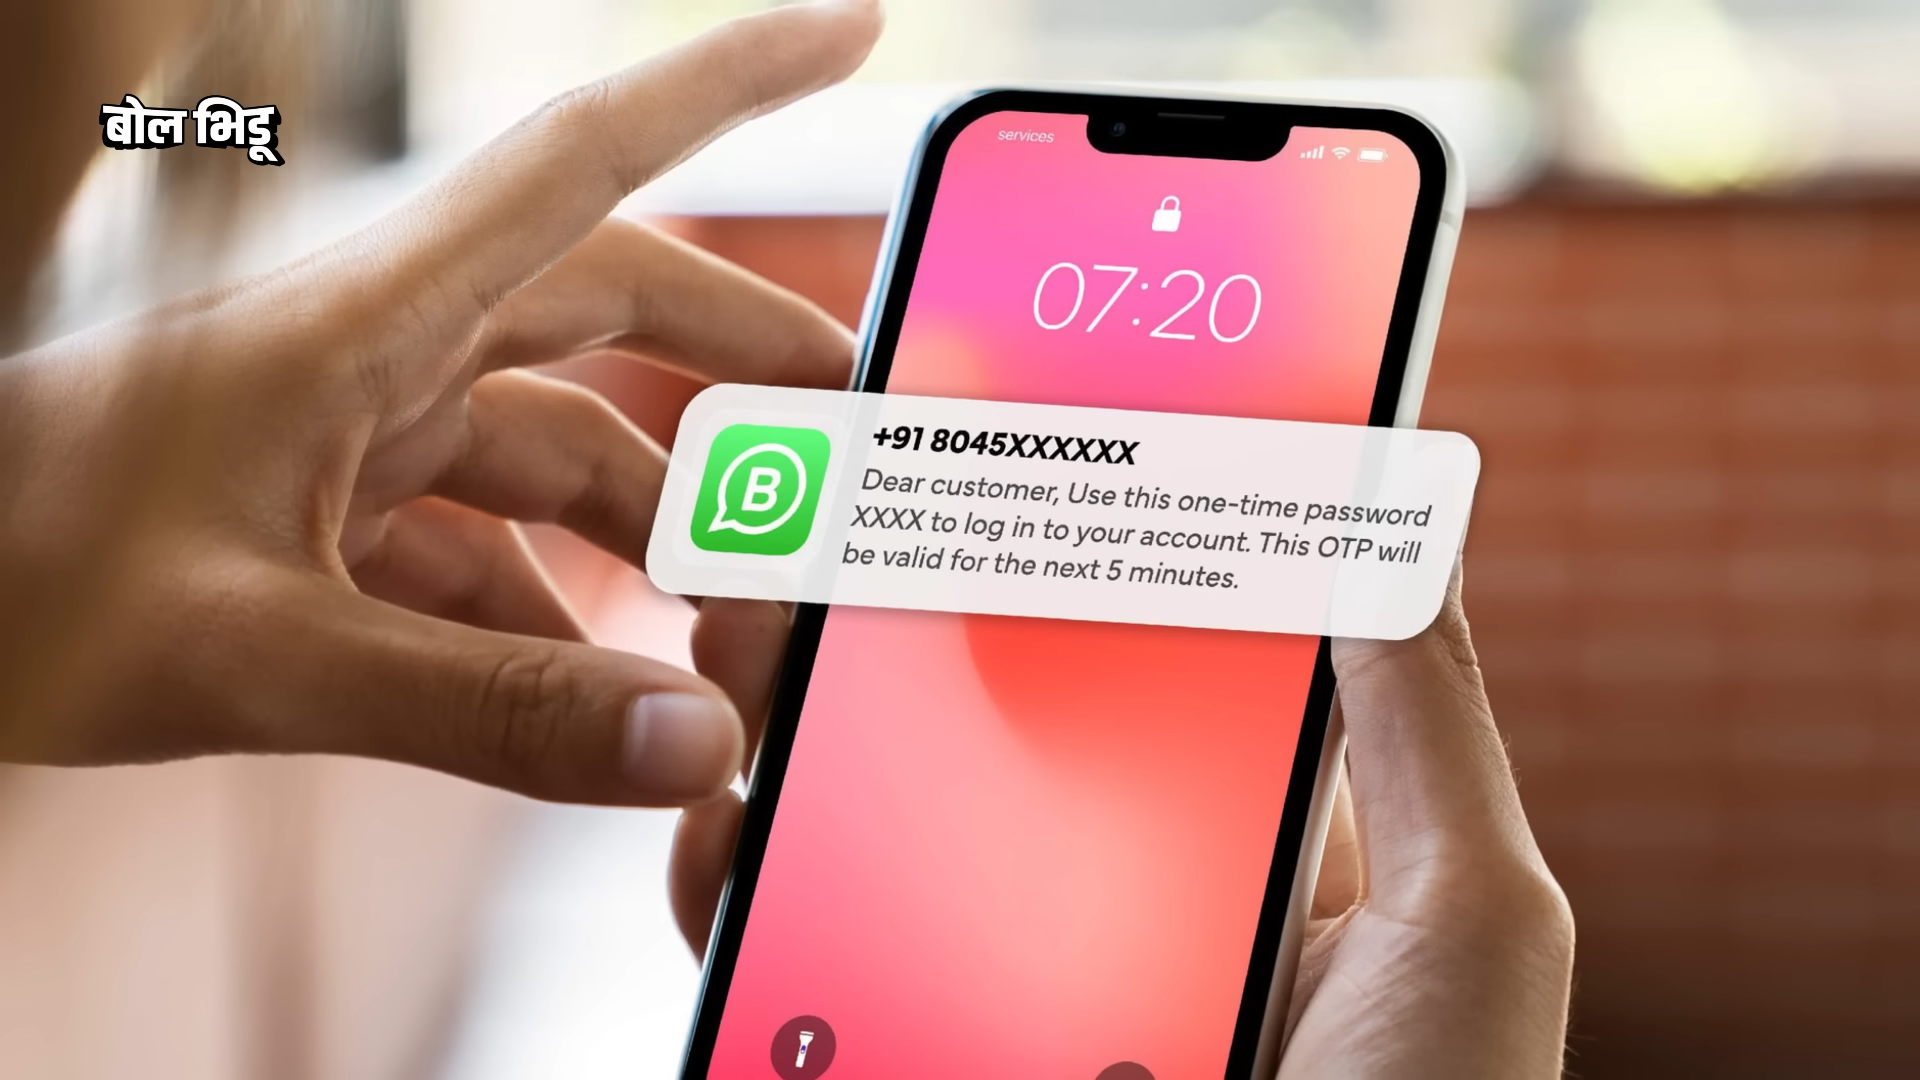 बोल भिडू
services
07:20
B
+91 8045XXXXXX
Dear customer, Use this one-time password
XXXX to log in to your account. This OTP will
be valid for the next 5 minutes.